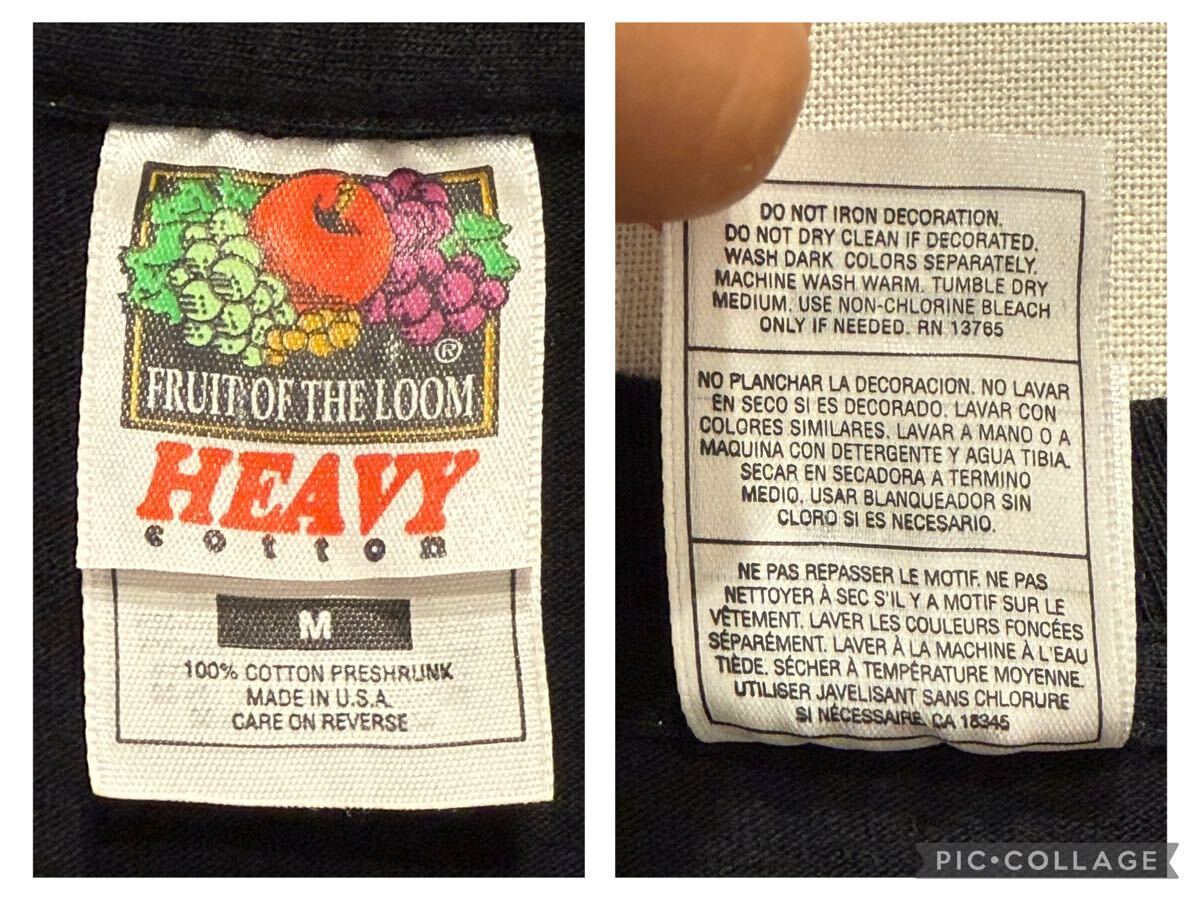 ®
FRUIT OF THE LOOM
HEAVY
cotton
M
100% COTTON PRESHRUNK
MADE IN U.S.A.
CARE ON REVERSE
DO NOT IRON DECORATION.
DO NOT DRY CLEAN IF DECORATED.
WASH DARK COLORS SEPARATELY.
MACHINE WASH WARM. TUMBLE DRY
MEDIUM. USE NON-CHLORINE BLEACH
ONLY IF NEEDED. RN 13765
NO PLANCHAR LA DECORACION. NO LAVAR
EN SECO SI ES DECORADO. LAVAR CON
COLORES SIMILARES. LAVAR A MANO O A
MAQUINA CON DETERGENTE Y AGUA TIBIA.
SECAR EN SECADORA A TERMINO
MEDIO. USAR BLANQUEADOR SIN
CLORO SI ES NECESARIO.
NE PAS REPASSER LE MOTIF. NE PAS
NETTOYER À SEC S'IL Y A MOTIF SUR LE
VÊTEMENT. LAVER LES COULEURS FONCÉES
SÉPARÉMENT. LAVER À LA MACHINE À L'EAU
TIÈDE. SÉCHER À TEMPÉRATURE MOYENNE.
UTILISER JAVELISANT SANS CHLORURE
SI NÉCESSAIRE. CA 18345
PIC•COLLAGE